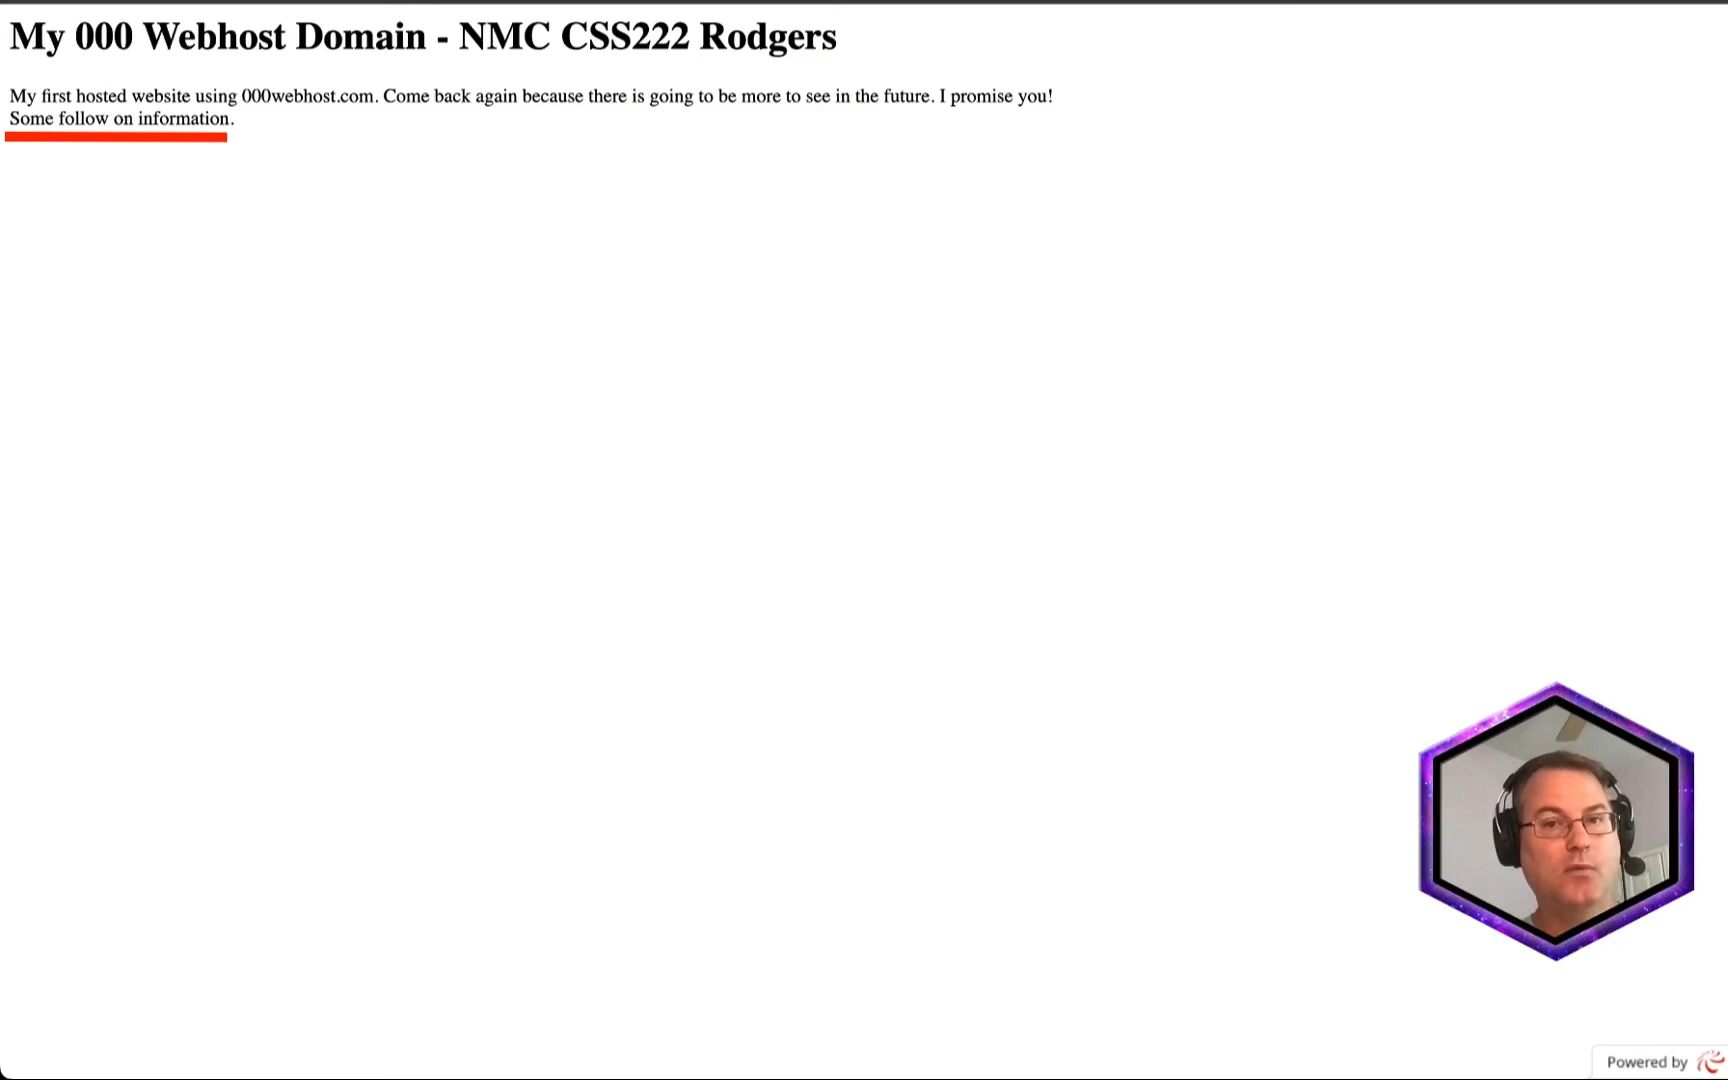 My 000 Webhost Domain - NMC CSS222 Rodgers
My first hosted website using 000webhost.com. Come back again because there is going to be more to see in the future. I promise you!
Some follow on information.
Powered by